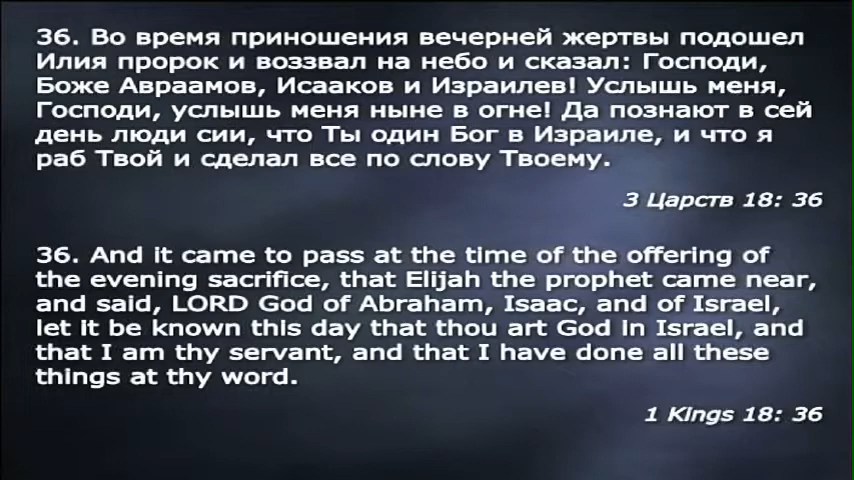 36. Во время приношения вечерней жертвы подошел
Илия пророк и воззвал на небо и сказал: Господи,
Боже Авраамов, Исааков и Израилев! Услышь меня,
Господи, услышь меня ныне в огне! Да познают в сей
день люди сии, что Ты один Бог в Израиле, и что я
раб Твой и сделал все по слову Твоему.
3 Царств 18: 36
36. And it came to pass at the time of the offering of
the evening sacrifice, that Elijah the prophet came near,
and said, LORD God of Abraham, Isaac, and of Israel,
let it be known this day that thou art God in Israel, and
that I am thy servant, and that I have done all these
things at thy word.
1 Kings 18: 36